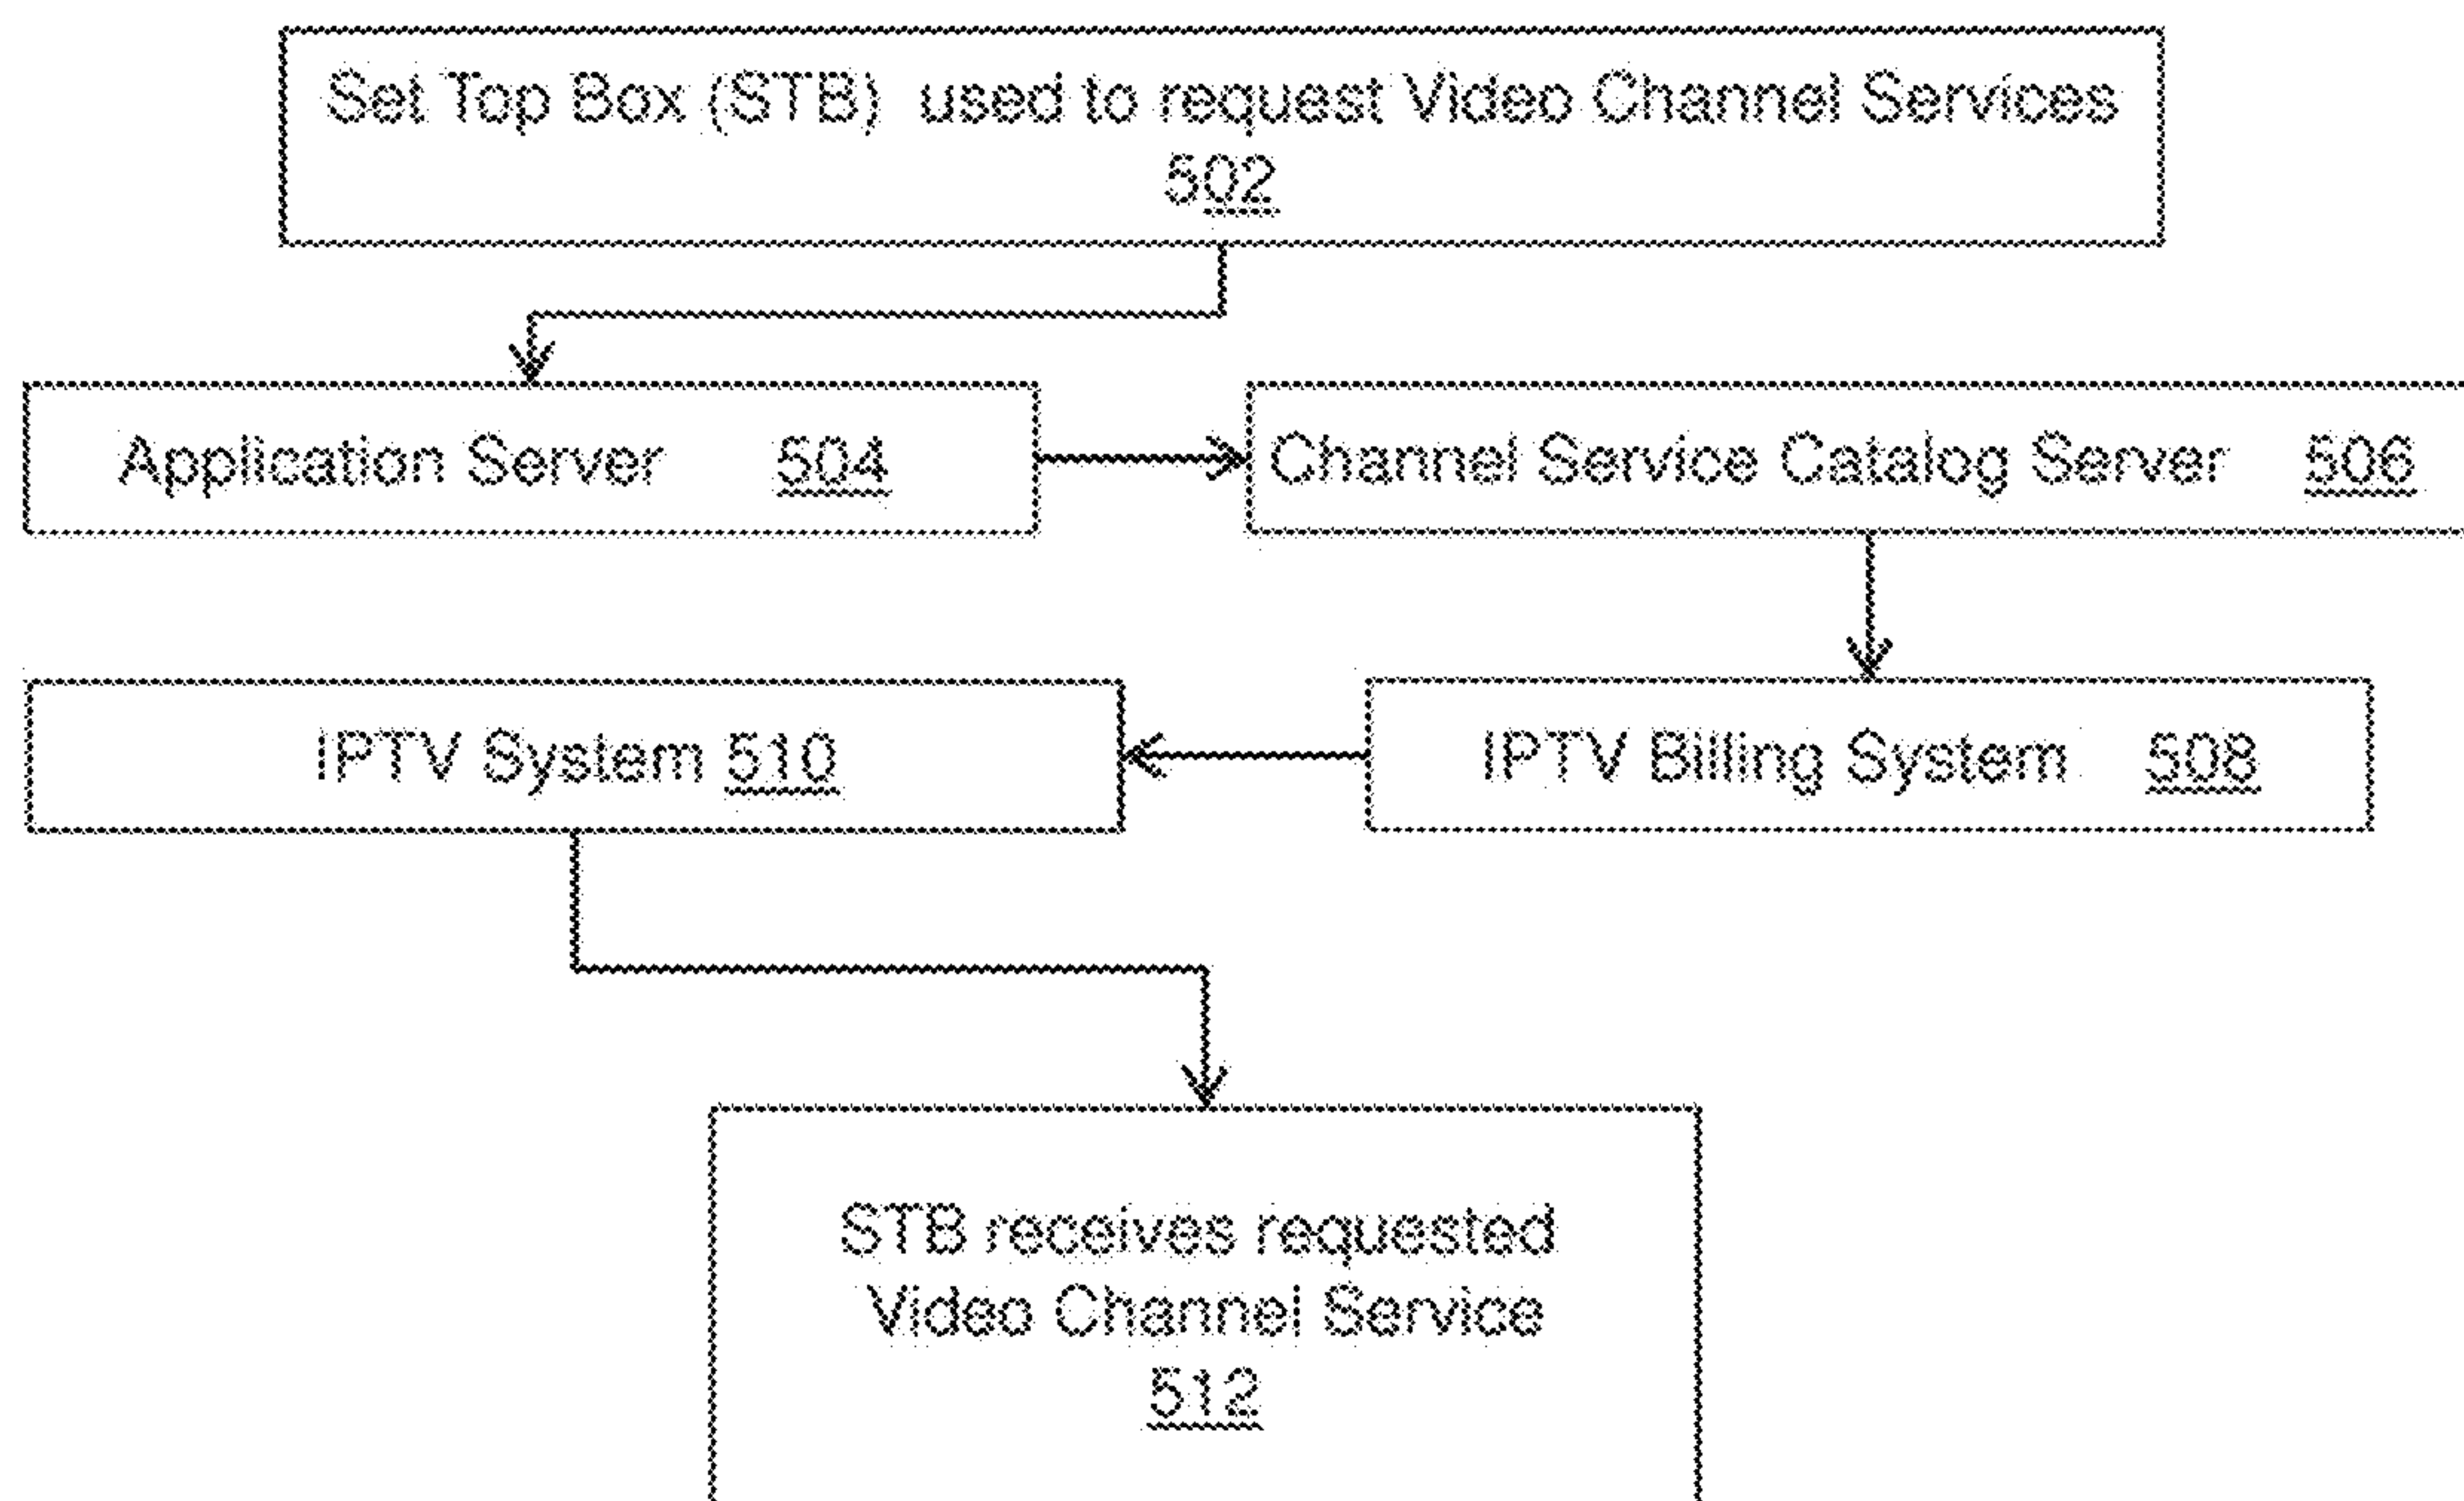 Set Top Box (STB) used to request Video Channel Services
502
Application Server 504
Channel Service Catalog Server 506
IPTV System 510
IPTV Billing System 508
STB receives requested
Video Channel Service
512